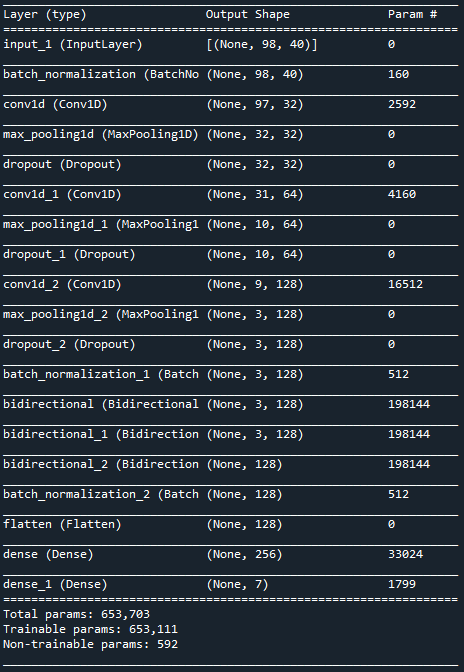 Layer (type) Output Shape Param #
input_1 (InputLayer) [(None, 98, 40)] 0
batch_normalization (BatchNo (None, 98, 40) 160
conv1d (Conv1D) (None, 97, 32) 2592
max_pooling1d (MaxPooling1D) (None, 32, 32) 0
dropout (Dropout) (None, 32, 32) 0
conv1d_1 (Conv1D) (None, 31, 64) 4160
max_pooling1d_1 (MaxPooling1 (None, 10, 64) 0
dropout_1 (Dropout) (None, 10, 64) 0
conv1d_2 (Conv1D) (None, 9, 128) 16512
max_pooling1d_2 (MaxPooling1 (None, 3, 128) 0
dropout_2 (Dropout) (None, 3, 128) 0
batch_normalization_1 (Batch (None, 3, 128) 512
bidirectional (Bidirectional (None, 3, 128) 198144
bidirectional_1 (Bidirection (None, 3, 128) 198144
bidirectional_2 (Bidirection (None, 128) 198144
batch_normalization_2 (Batch (None, 128) 512
flatten (Flatten) (None, 128) 0
dense (Dense) (None, 256) 33024
dense_1 (Dense) (None, 7) 1799
Total params: 653,703
Trainable params: 653,111
Non-trainable params: 592